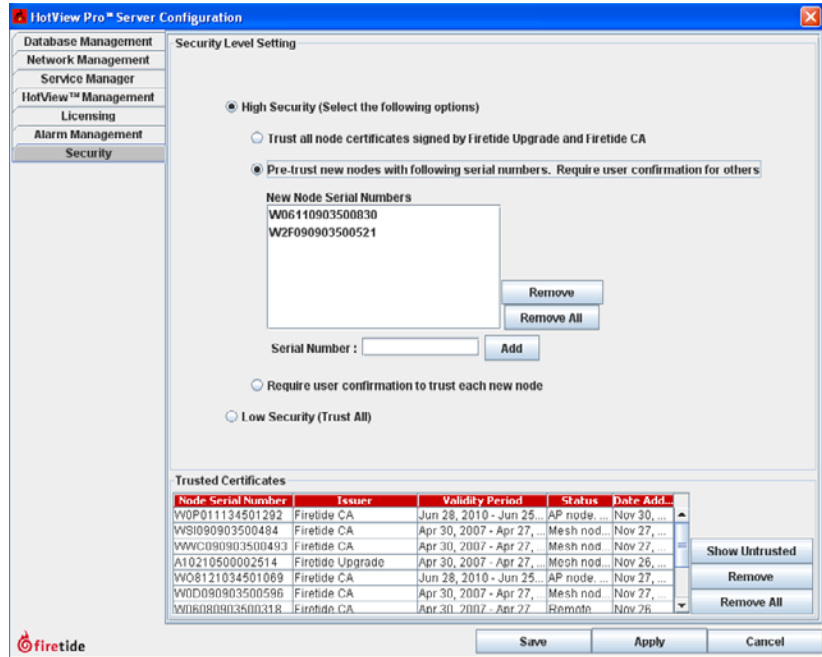 HotView Pro™ Server Configuration
Database Management
Network Management
Service Manager
HotView™ Management
Licensing
Alarm Management
Security
Security Level Setting
High Security (Select the following options)
Trust all node certificates signed by Firetide Upgrade and Firetide CA
Pre-trust new nodes with following serial numbers. Require user confirmation for others
New Node Serial Numbers
W06110903500830
W2F090903500521
Remove
Remove All
Serial Number :
Add
Require user confirmation to trust each new node
Low Security (Trust All)
Trusted Certificates
Node Serial Number Issuer Validity Period Status Date Add...
W0P011134501292 Firetide CA Jun 28, 2010 - Jun 25... AP node. ... Nov 30, ...
WSI090903500484 Firetide CA Apr 30, 2007 - Apr 27, ... Mesh nod... Nov 27, ...
WWC090903500493 Firetide CA Apr 30, 2007 - Apr 27, ... Mesh nod... Nov 27, ...
A10210500002514 Firetide Upgrade Apr 30, 2007 - Apr 27, ... Mesh nod... Nov 26, ...
WO8121034501069 Firetide CA Jun 28, 2010 - Jun 25... AP node. ... Nov 27, ...
W0D090903500596 Firetide CA Apr 30, 2007 - Apr 27, ... Mesh nod... Nov 27, ...
W06080903500318 Firetide CA Apr 30, 2007 - Apr 27 Remote Nov 26
Show Untrusted
Remove
Remove All
firetide
Save
Apply
Cancel